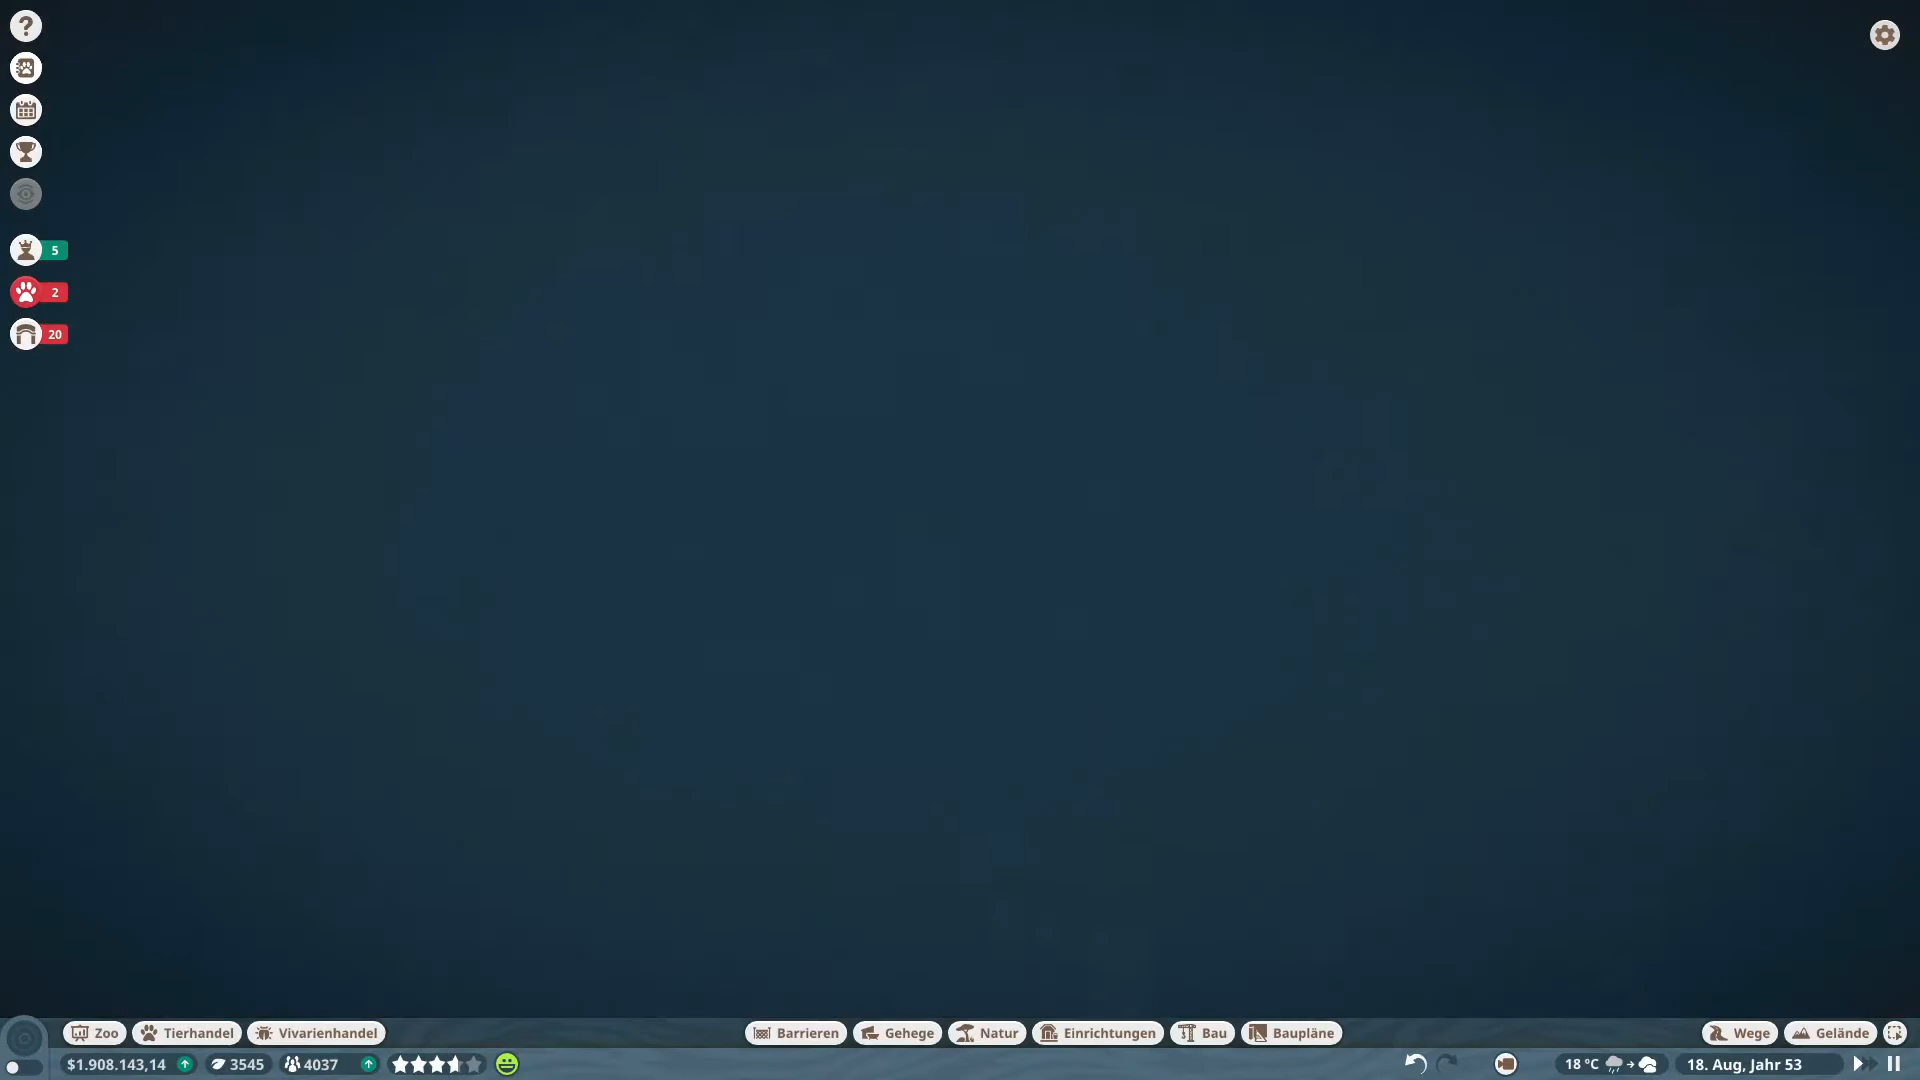 ?
5
2
20
Zoo
Tierhandel
Vivarienhandel
Barrieren
Gehege
Natur
Einrichtungen
Bau
Baupläne
Wege
Gelände
$1.908.143,14
3545
4037
18 °C
18. Aug, Jahr 53